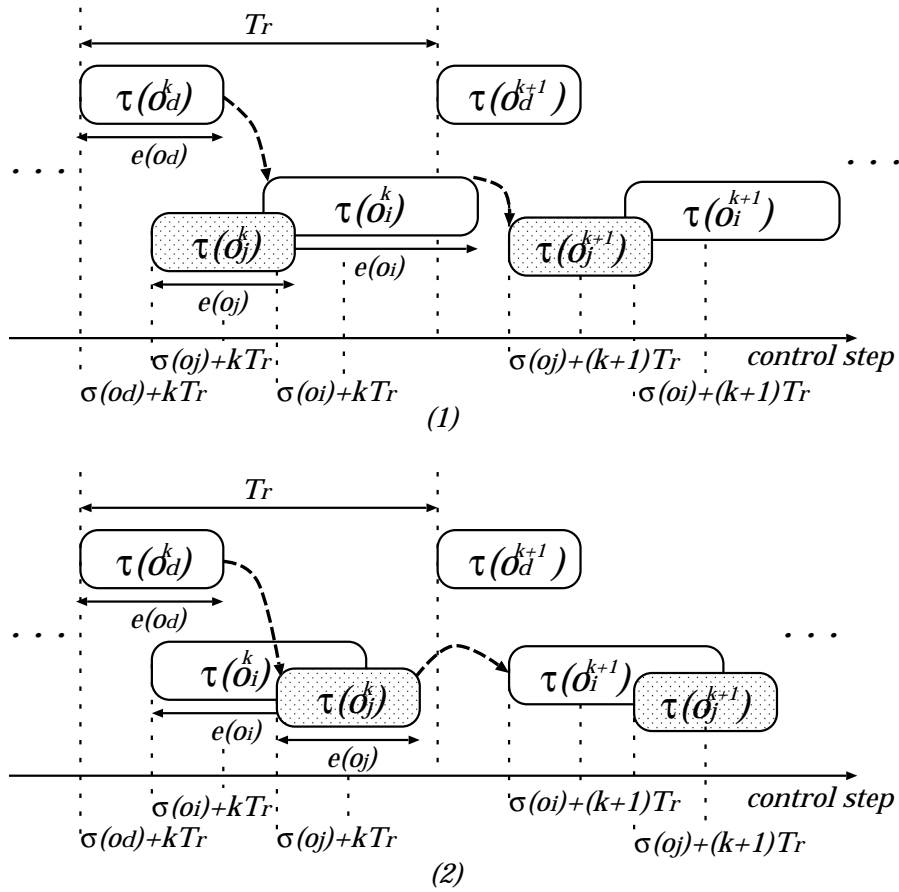 Tr
τ(o_d^k) τ(o_d^{k+1})
e(od)
. . . . . .
τ(o_i^k) τ(o_i^{k+1})
τ(o_j^k) τ(o_j^{k+1})
e(oi)
e(oj)
σ(oj)+kTr σ(oj)+(k+1)Tr control step
σ(od)+kTr σ(oi)+kTr σ(oi)+(k+1)Tr
(1)
Tr
τ(o_d^k) τ(o_d^{k+1})
e(od)
. . . . . .
τ(o_i^k) τ(o_i^{k+1})
τ(o_j^k) τ(o_j^{k+1})
e(oi)
e(oj)
σ(oi)+kTr σ(oi)+(k+1)Tr control step
σ(od)+kTr σ(oj)+kTr σ(oj)+(k+1)Tr
(2)